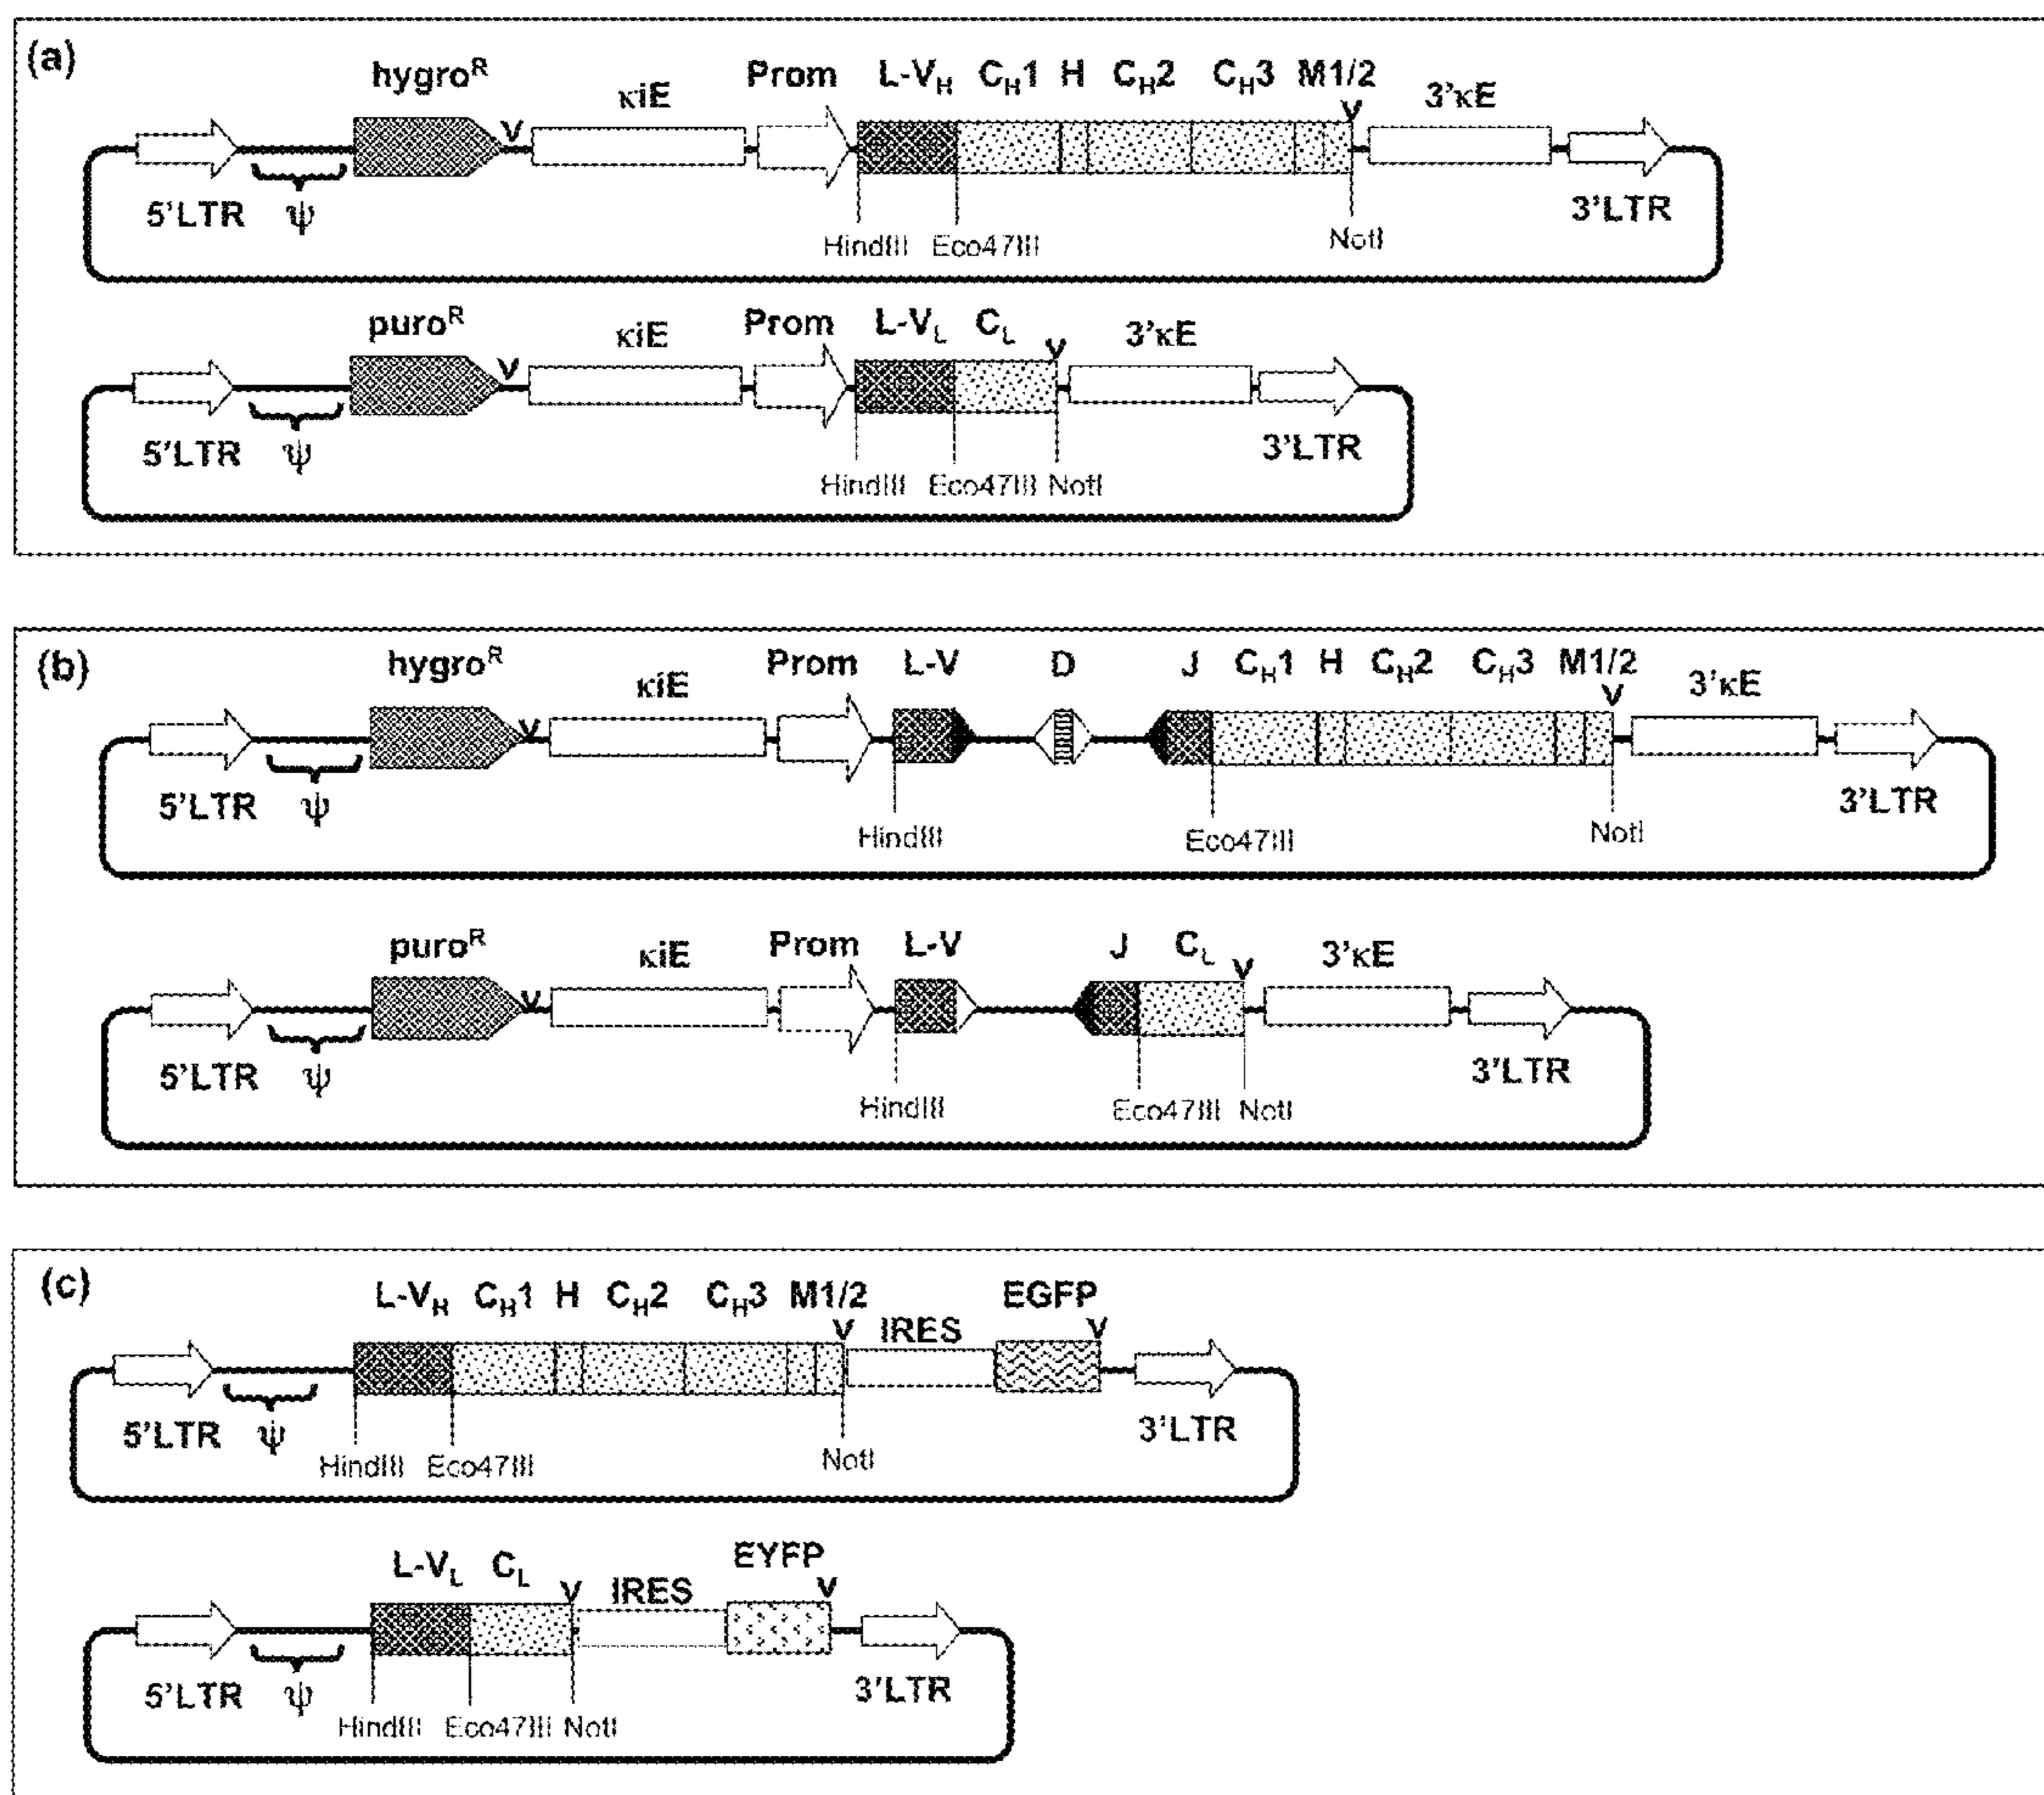 (a)
hygroR κiE Prom L-VH CH1 H CH2 CH3 M1/2 3'κE
5'LTR ψ 3'LTR
HindIII Eco47III NotI
puroR κiE Prom L-VL CL 3'κE
5'LTR ψ 3'LTR
HindIII Eco47III NotI
(b)
hygroR κiE Prom L-V D J CH1 H CH2 CH3 M1/2 3'κE
5'LTR ψ 3'LTR
HindIII Eco47III NotI
puroR κiE Prom L-V J CL 3'κE
5'LTR ψ 3'LTR
HindIII Eco47III NotI
(c)
L-VH CH1 H CH2 CH3 M1/2 IRES EGFP
5'LTR ψ 3'LTR
HindIII Eco47III NotI
L-VL CL IRES EYFP
5'LTR ψ 3'LTR
HindIII Eco47III NotI